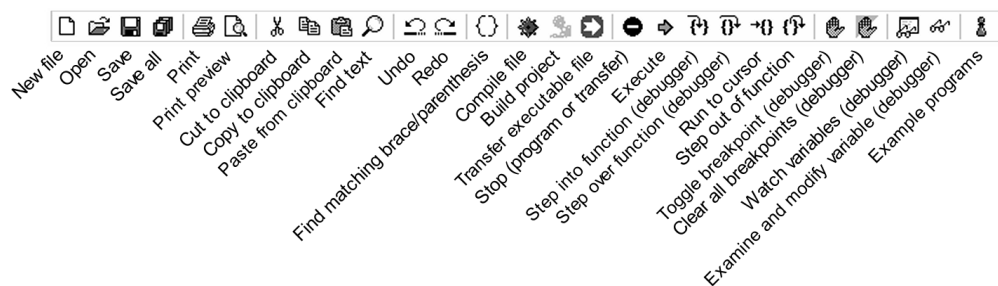 New file
Open
Save
Save all
Print
Print preview
Cut to clipboard
Copy to clipboard
Paste from clipboard
Find text
Undo
Redo
Find matching brace/parenthesis
Compile file
Build project
Transfer executable file
Stop (program or transfer)
Execute
Step into function (debugger)
Step over function (debugger)
Run to cursor
Step out of function
Toggle breakpoint (debugger)
Clear all breakpoints (debugger)
Watch variables (debugger)
Examine and modify variable (debugger)
Example programs